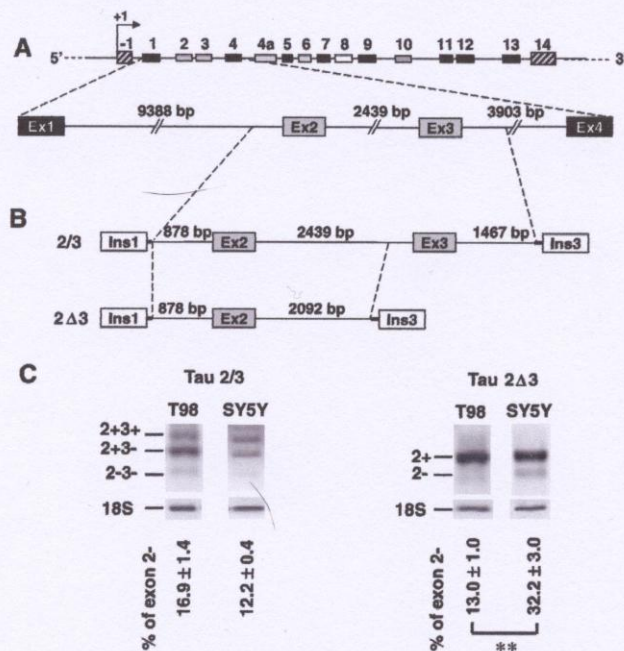 A
+1
5' -1 1 2 3 4 4a 5 6 7 8 9 10 11 12 13 14 3
9388 bp 2439 bp 3903 bp
Ex1 Ex2 Ex3 Ex4
B
878 bp 2439 bp 1467 bp
2/3 Ins1 Ex2 Ex3 Ins3
878 bp 2092 bp
2Δ3 Ins1 Ex2 Ins3
C
Tau 2/3
T98 SY5Y
2+3+
2+3-
2-3-
18S
% of exon 2-
16.9 ± 1.4
12.2 ± 0.4
Tau 2Δ3
T98 SY5Y
2+
2-
18S
% of exon 2-
13.0 ± 1.0
32.2 ± 3.0
**